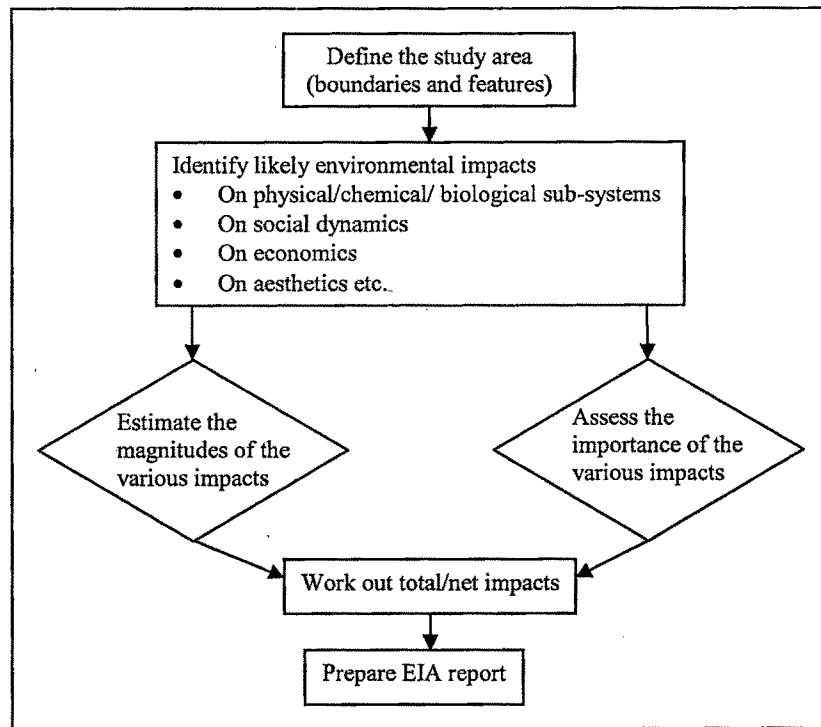 Define the study area
(boundaries and features)
Identify likely environmental impacts
• On physical/chemical/ biological sub-systems
• On social dynamics
• On economics
• On aesthetics etc.
Estimate the
magnitudes of the
various impacts
Assess the
importance of the
various impacts
Work out total/net impacts
Prepare EIA report